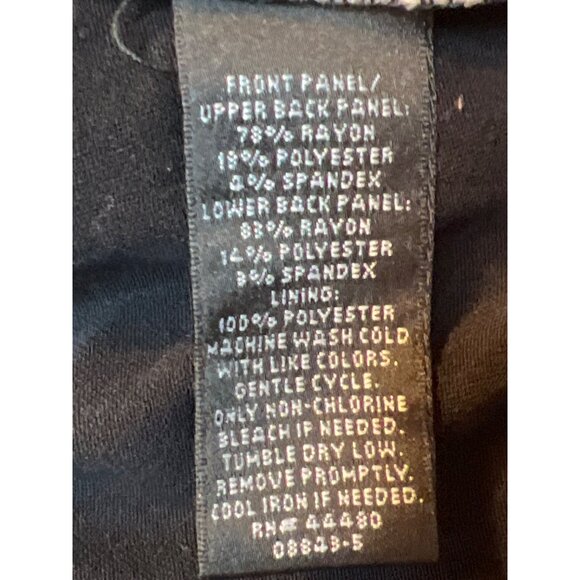 FRONT PANEL/
UPPER BACK PANEL:
78% RAYON
18% POLYESTER
4% SPANDEX
LOWER BACK PANEL:
83% RAYON
14% POLYESTER
3% SPANDEX
LINING:
100% POLYESTER
MACHINE WASH COLD
WITH LIKE COLORS.
GENTLE CYCLE.
ONLY NON-CHLORINE
BLEACH IF NEEDED.
TUMBLE DRY LOW.
REMOVE PROMPTLY.
COOL IRON IF NEEDED.
RN# 44480
08843-5